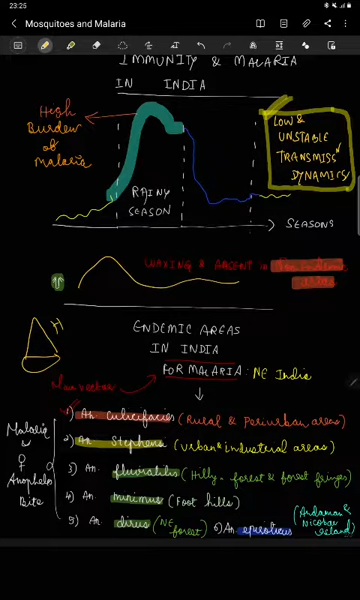 23:25
Mosquitoes and Malaria
IMMUNITY & MALARIA
IN INDIA
High
Burden
of
Malaria
LOW &
UNSTABLE
TRANSMISS
DYNAMICS
RAINY
SEASON
SEASONS
WAXING & ABSENT in
H
ENDEMIC AREAS
IN INDIA
FOR MALARIA: NE India
Main vector
1) An culicifacies (Rural & Periurban areas)
2) An Stephensi (Urban & industrial areas)
3) An. fluviatilis (Hilly - forest & forest fringes)
4) An minimus (Foot hills)
5) An dirus (NE forest) 6) An epiroticus (Andaman & Nicobar island)
Malaria
♀
Anopheles
Bite